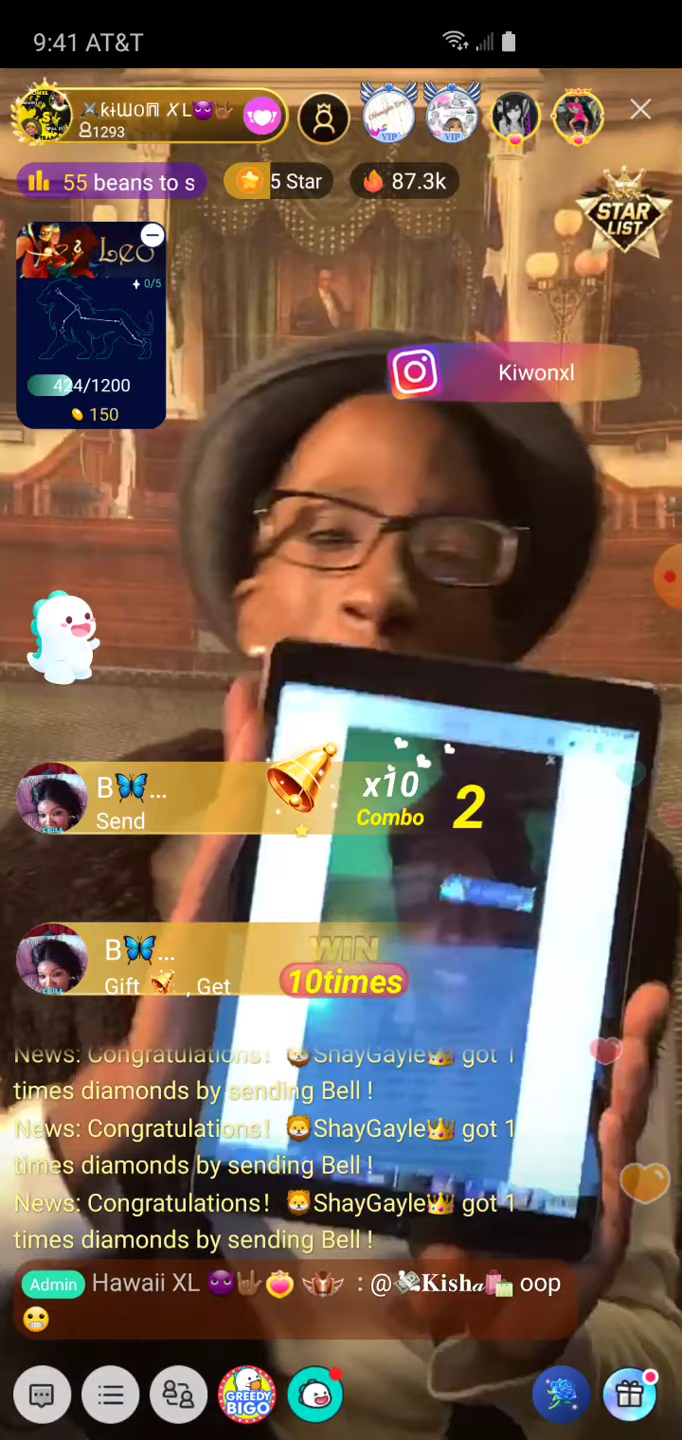 9:41 AT&T
⚔️ƙɨɯoп XL😈🤟🏾
1293
VIP
VIP
55 beans to s
5 Star
87.3k
STAR
LIST
Leo
0/5
424/1200
150
Kiwonxl
B🦋...
Send
x10
Combo
2
B🦋...
Gift , Get
WIN
10times
News: Congratulations! 🦁ShayGayle👑 got 1
times diamonds by sending Bell !
News: Congratulations! 🦁ShayGayle👑 got 1
times diamonds by sending Bell !
News: Congratulations! 🦁ShayGayle👑 got 1
times diamonds by sending Bell !
Admin Hawaii XL 😈🤟🏾 : @💸𝐊𝐢𝐬𝐡𝒂🛍️ oop
😬
GREEDY
BIGO